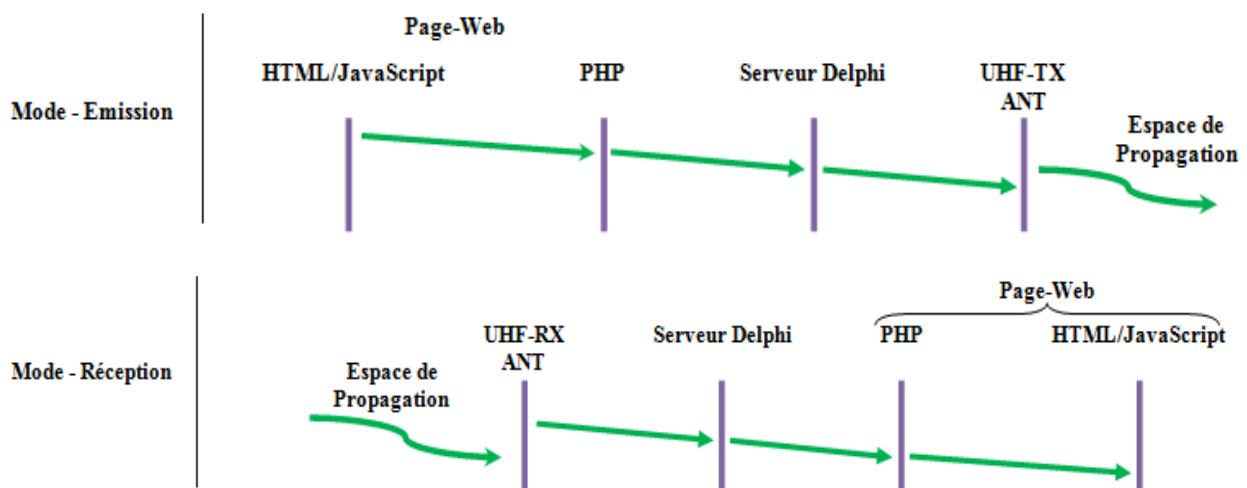 Page-Web
HTML/JavaScript PHP Serveur Delphi UHF-TX
ANT
Mode - Emission
Espace de
Propagation
Page-Web
UHF-RX
ANT
Serveur Delphi PHP HTML/JavaScript
Mode - Réception
Espace de
Propagation